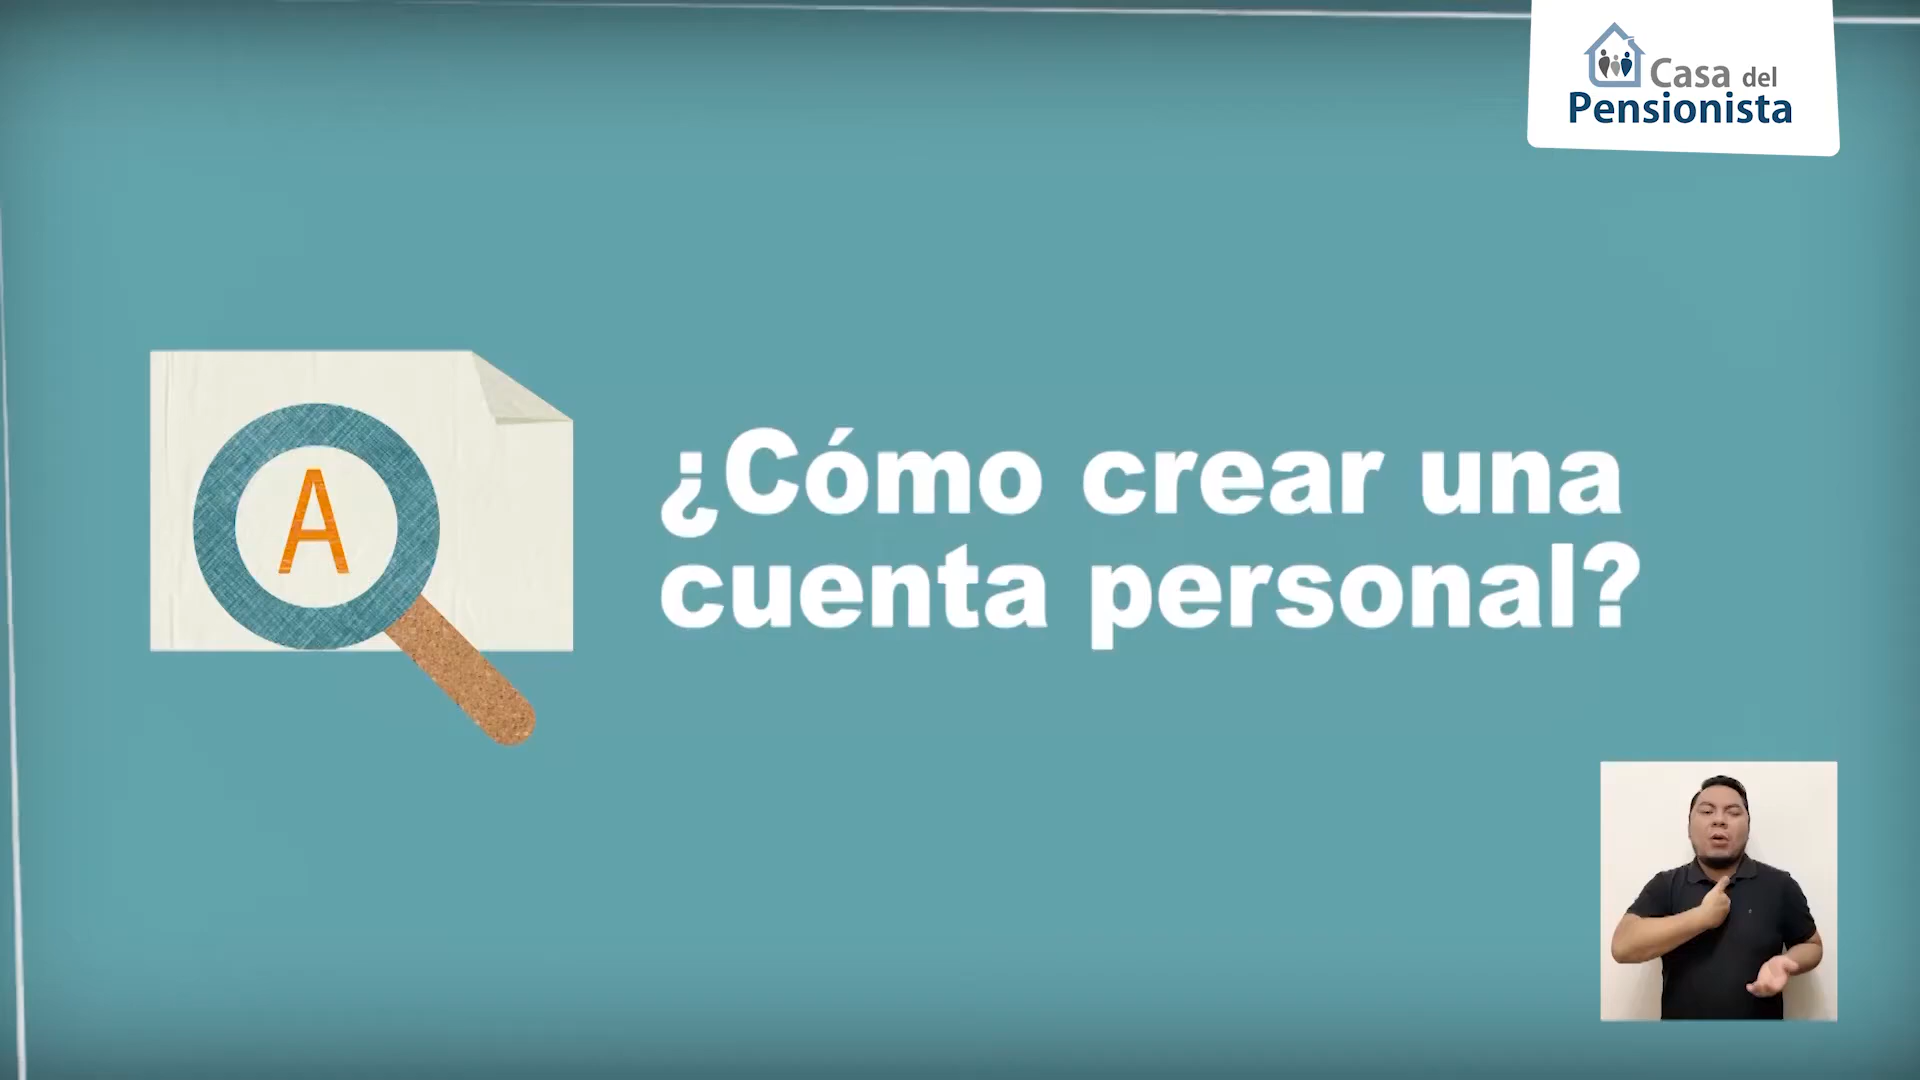 Casa del
Pensionista
A
¿Cómo crear una
cuenta personal?